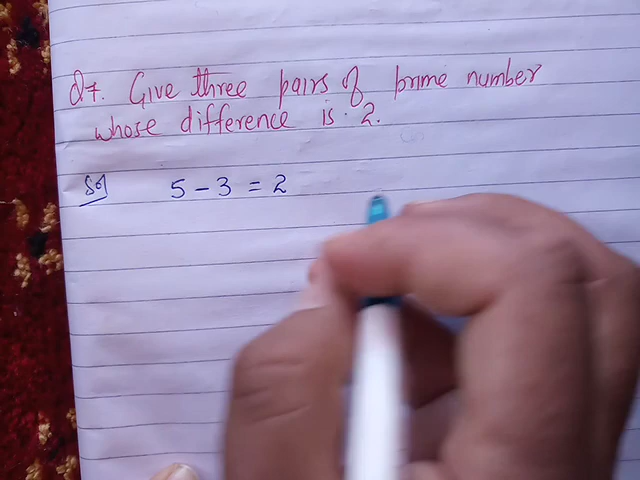 Q7. Give three pairs of prime number
whose difference is 2.
Sol 5 - 3 = 2